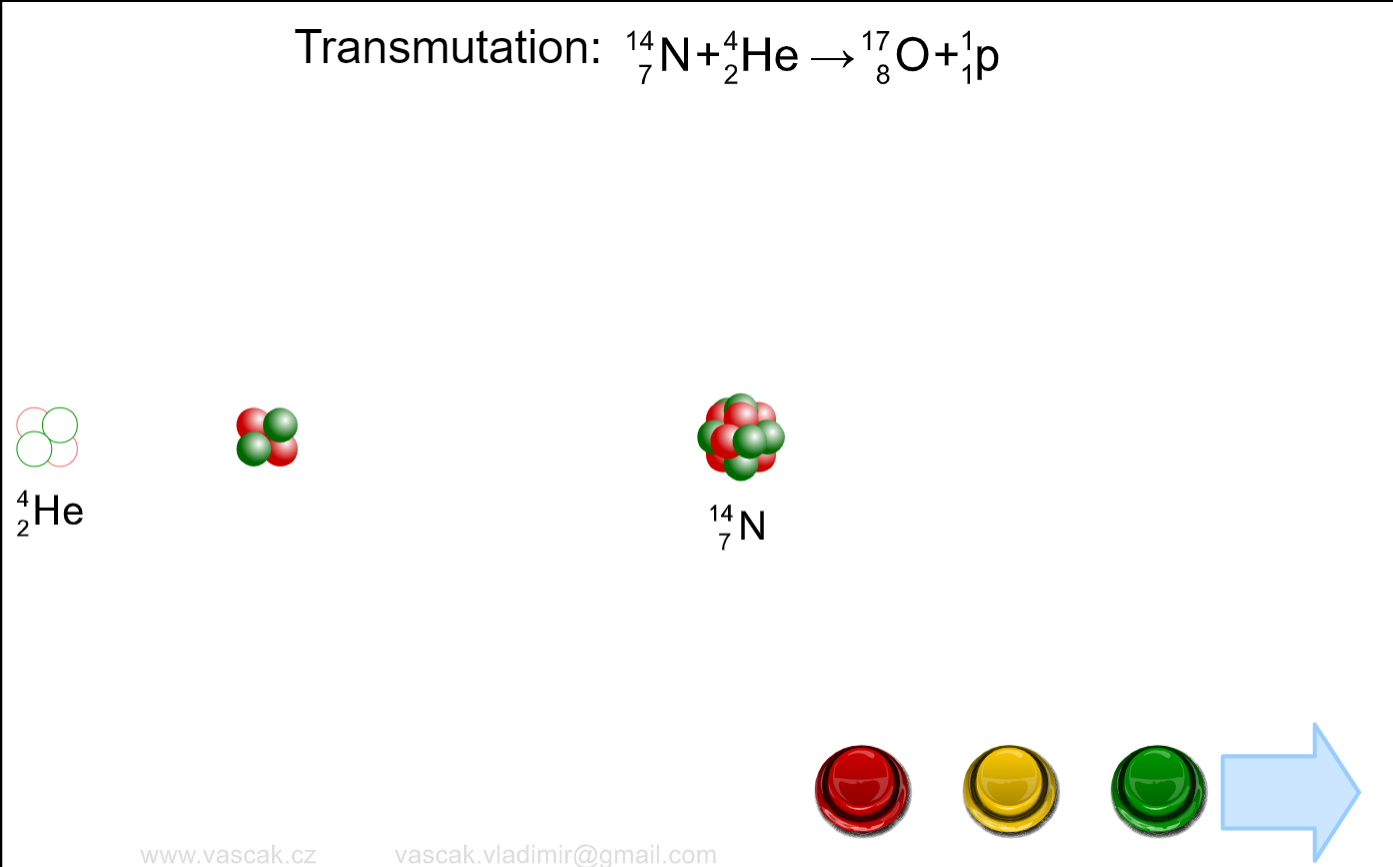 Transmutation: ¹⁴₇N+⁴₂He→¹⁷₈O+¹₁p
⁴₂He
¹⁴₇N
www.vascak.cz vascak.vladimir@gmail.com